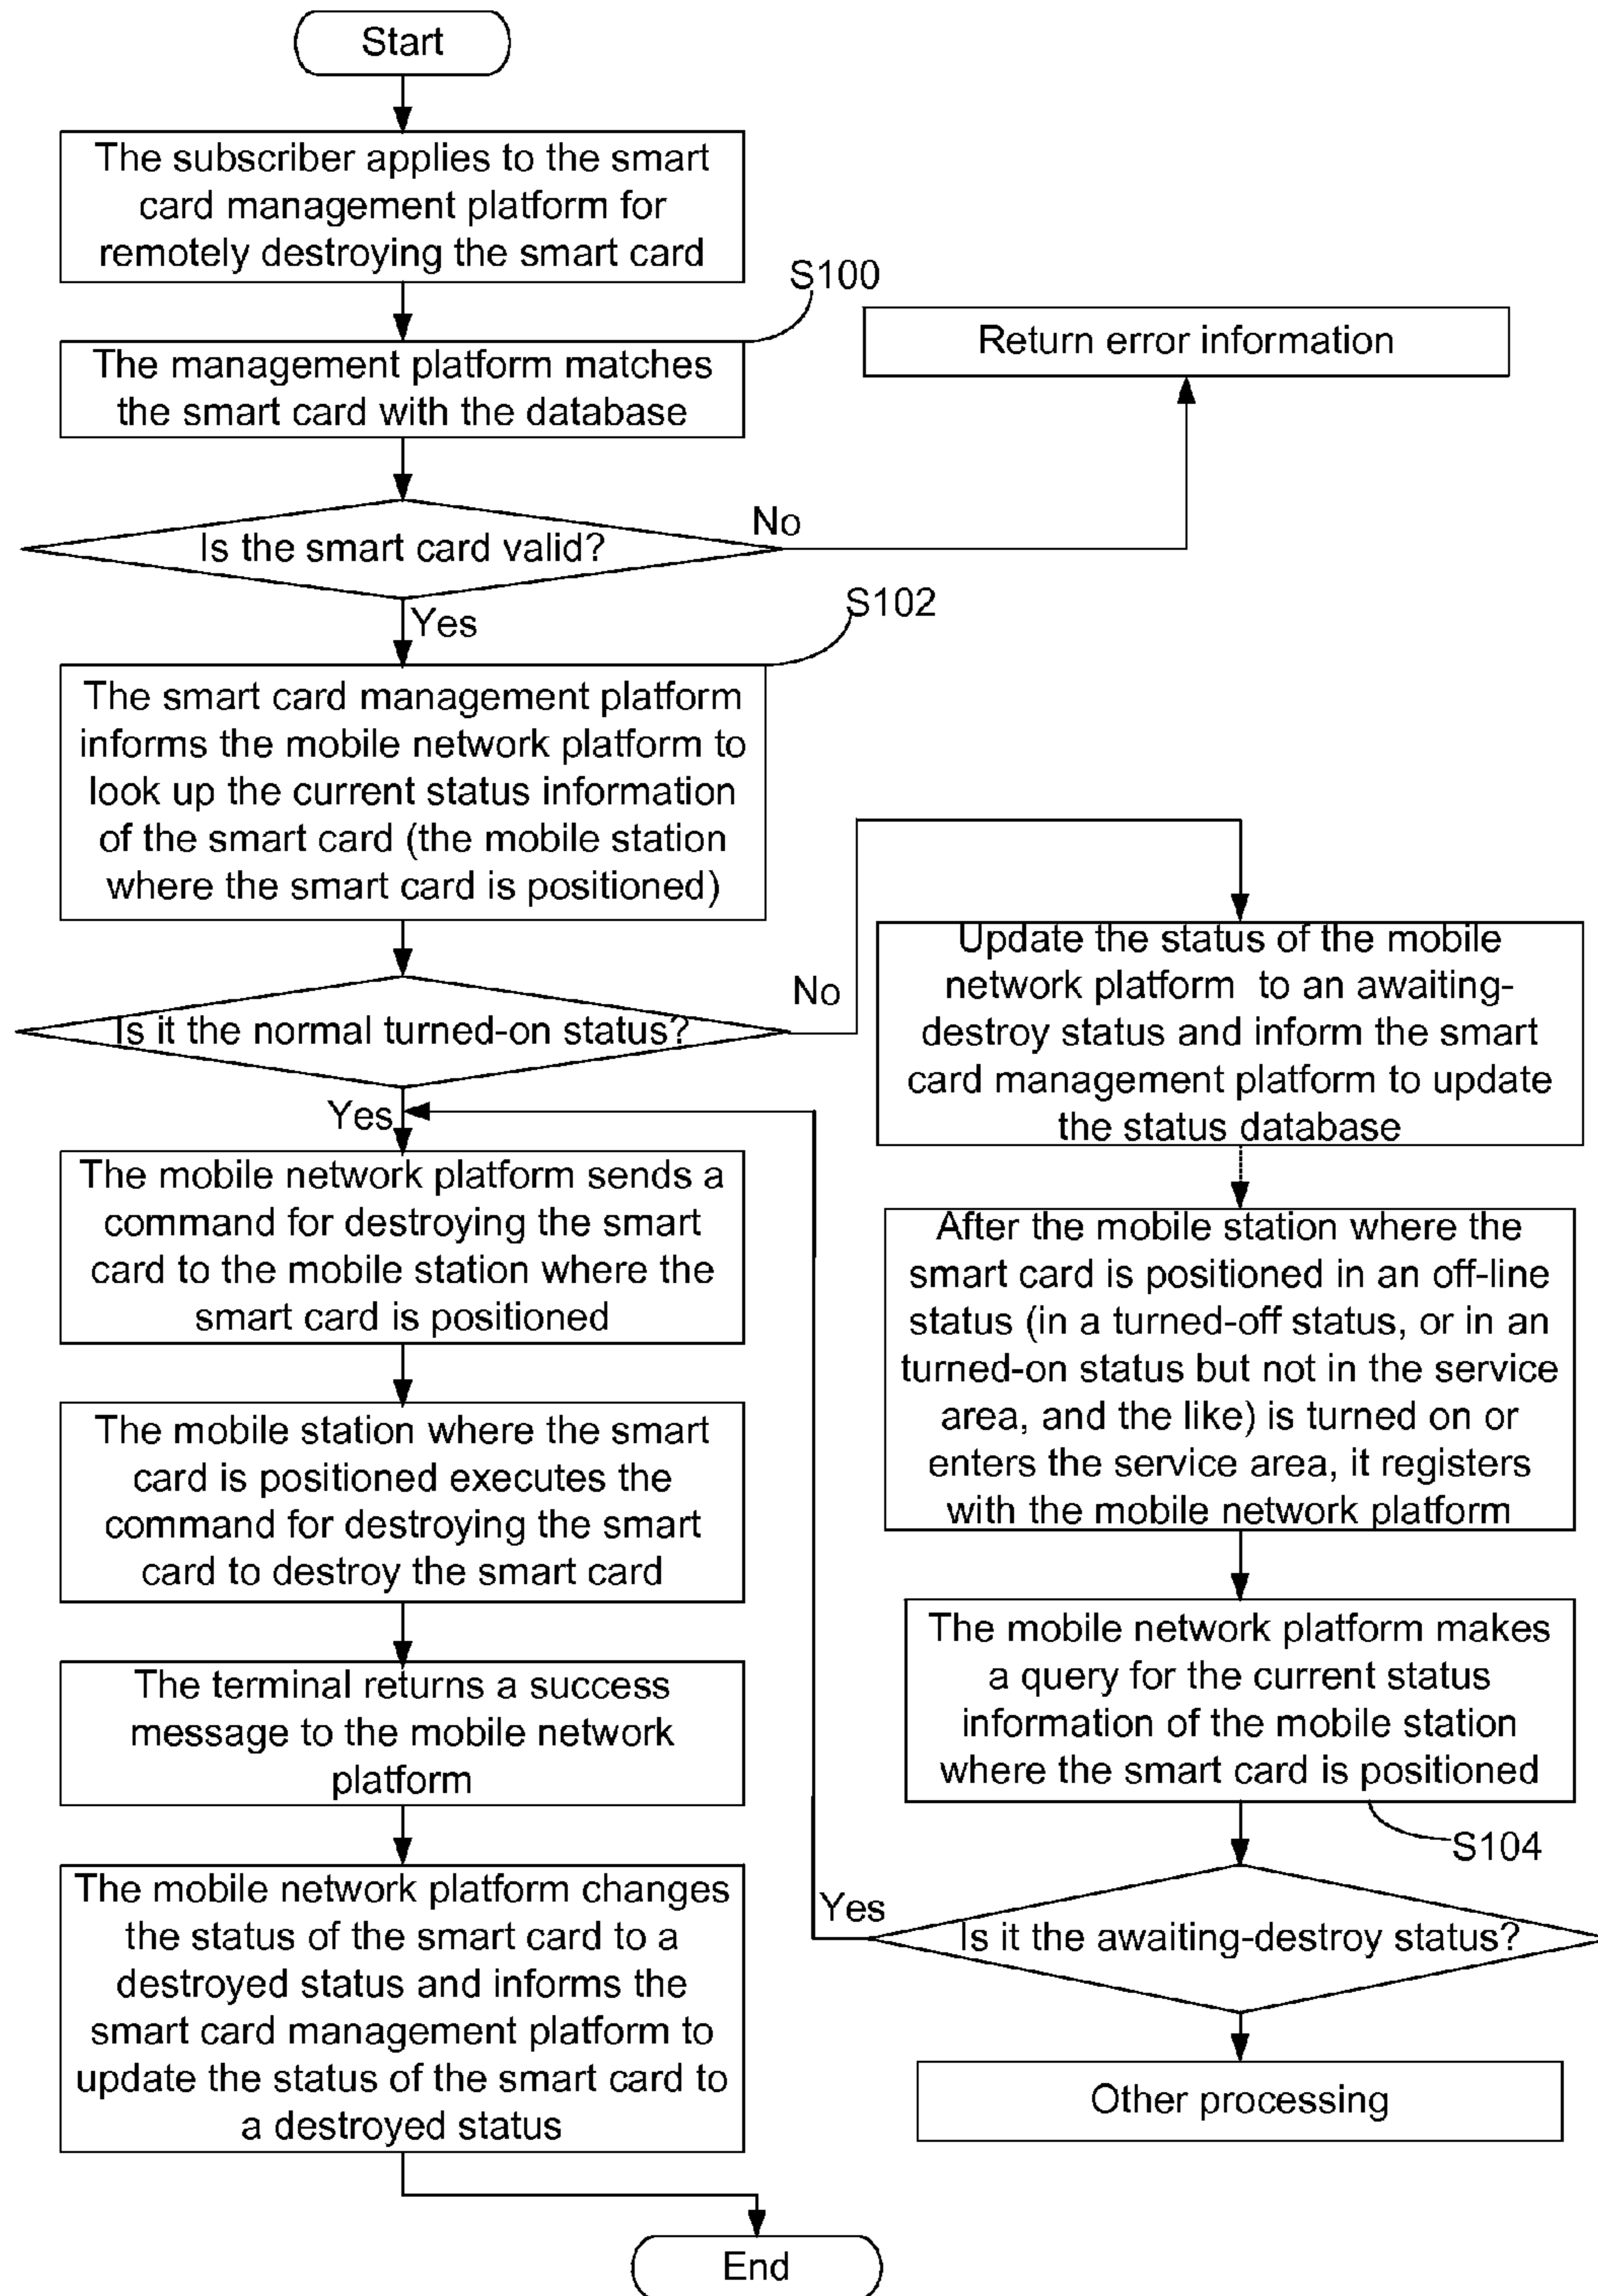 Start
The subscriber applies to the smart
card management platform for
remotely destroying the smart card
S100
The management platform matches
the smart card with the database
Return error information
Is the smart card valid?
No
Yes
S102
The smart card management platform
informs the mobile network platform to
look up the current status information
of the smart card (the mobile station
where the smart card is positioned)
Is it the normal turned-on status?
No
Yes
Update the status of the mobile
network platform to an awaiting-
destroy status and inform the smart
card management platform to update
the status database
The mobile network platform sends a
command for destroying the smart
card to the mobile station where the
smart card is positioned
After the mobile station where the
smart card is positioned in an off-line
status (in a turned-off status, or in an
turned-on status but not in the service
area, and the like) is turned on or
enters the service area, it registers
with the mobile network platform
The mobile station where the smart
card is positioned executes the
command for destroying the smart
card to destroy the smart card
The mobile network platform makes
a query for the current status
information of the mobile station
where the smart card is positioned
S104
The terminal returns a success
message to the mobile network
platform
Is it the awaiting-destroy status?
Yes
The mobile network platform changes
the status of the smart card to a
destroyed status and informs the
smart card management platform to
update the status of the smart card to
a destroyed status
Other processing
End